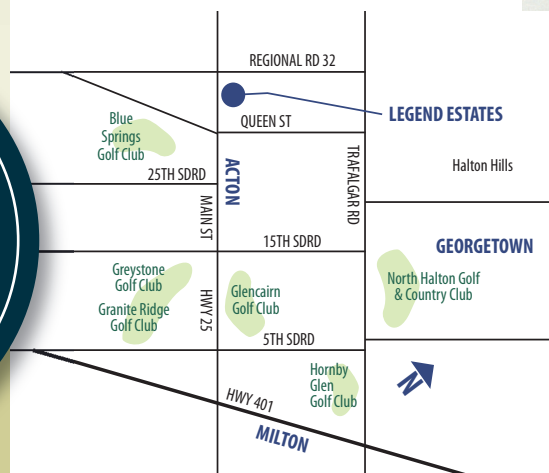 REGIONAL RD 32
LEGEND ESTATES
QUEEN ST
Blue
Springs
Golf Club
25TH SDRD
ACTON
MAIN ST
TRAFALGAR RD
Halton Hills
15TH SDRD
GEORGETOWN
Greystone
Golf Club
Granite Ridge
Golf Club
HWY 25
Glencairn
Golf Club
North Halton Golf
& Country Club
5TH SDRD
Hornby
Glen
Golf Club
N
HWY 401
MILTON